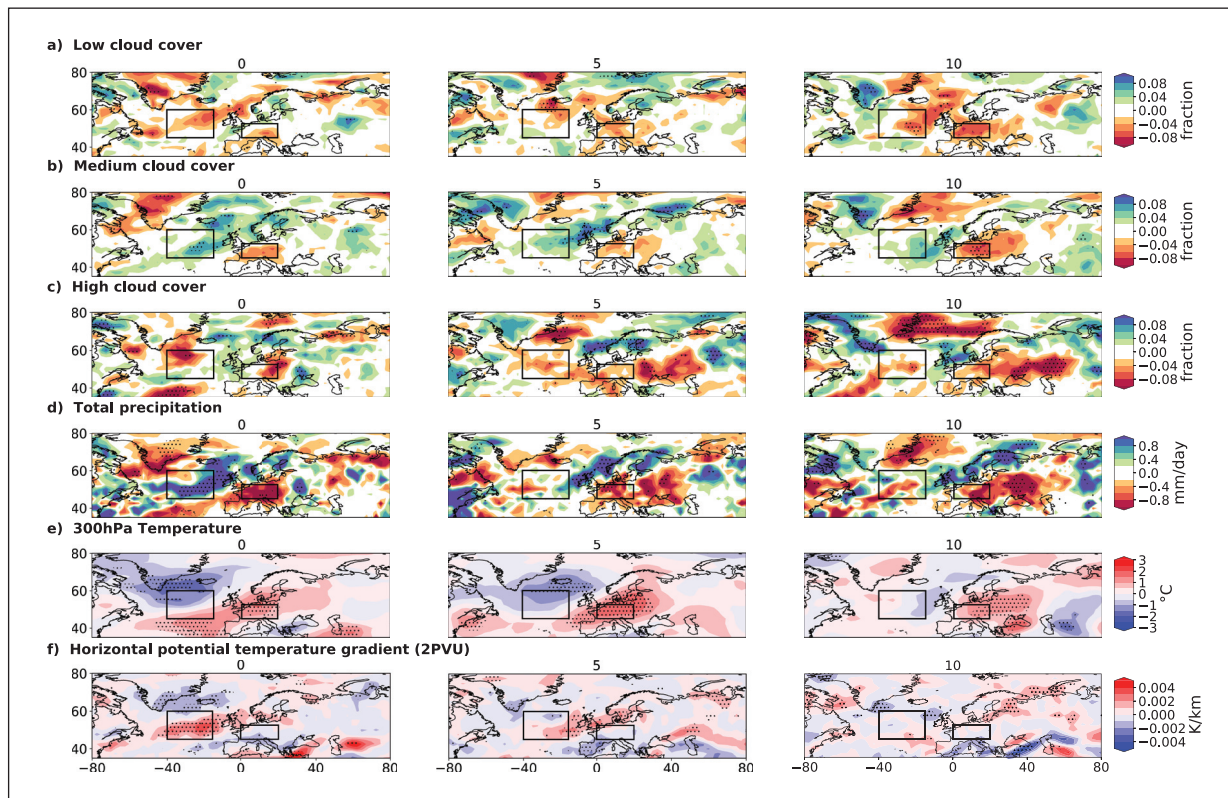 a) Low cloud cover
0 5 10
80
60
40
0.08
0.04
0.00
−0.04
−0.08
fraction
b) Medium cloud cover
0 5 10
80
60
40
0.08
0.04
0.00
−0.04
−0.08
fraction
c) High cloud cover
0 5 10
80
60
40
0.08
0.04
0.00
−0.04
−0.08
fraction
d) Total precipitation
0 5 10
80
60
40
0.8
0.4
0.0
−0.4
−0.8
mm/day
e) 300hPa Temperature
0 5 10
80
60
40
3
2
1
0
−1
−2
−3
°C
f) Horizontal potential temperature gradient (2PVU)
0 5 10
80
60
40
0.004
0.002
0.000
−0.002
−0.004
K/km
−80 −40 0 40 80 −80 −40 0 40 80 −80 −40 0 40 80